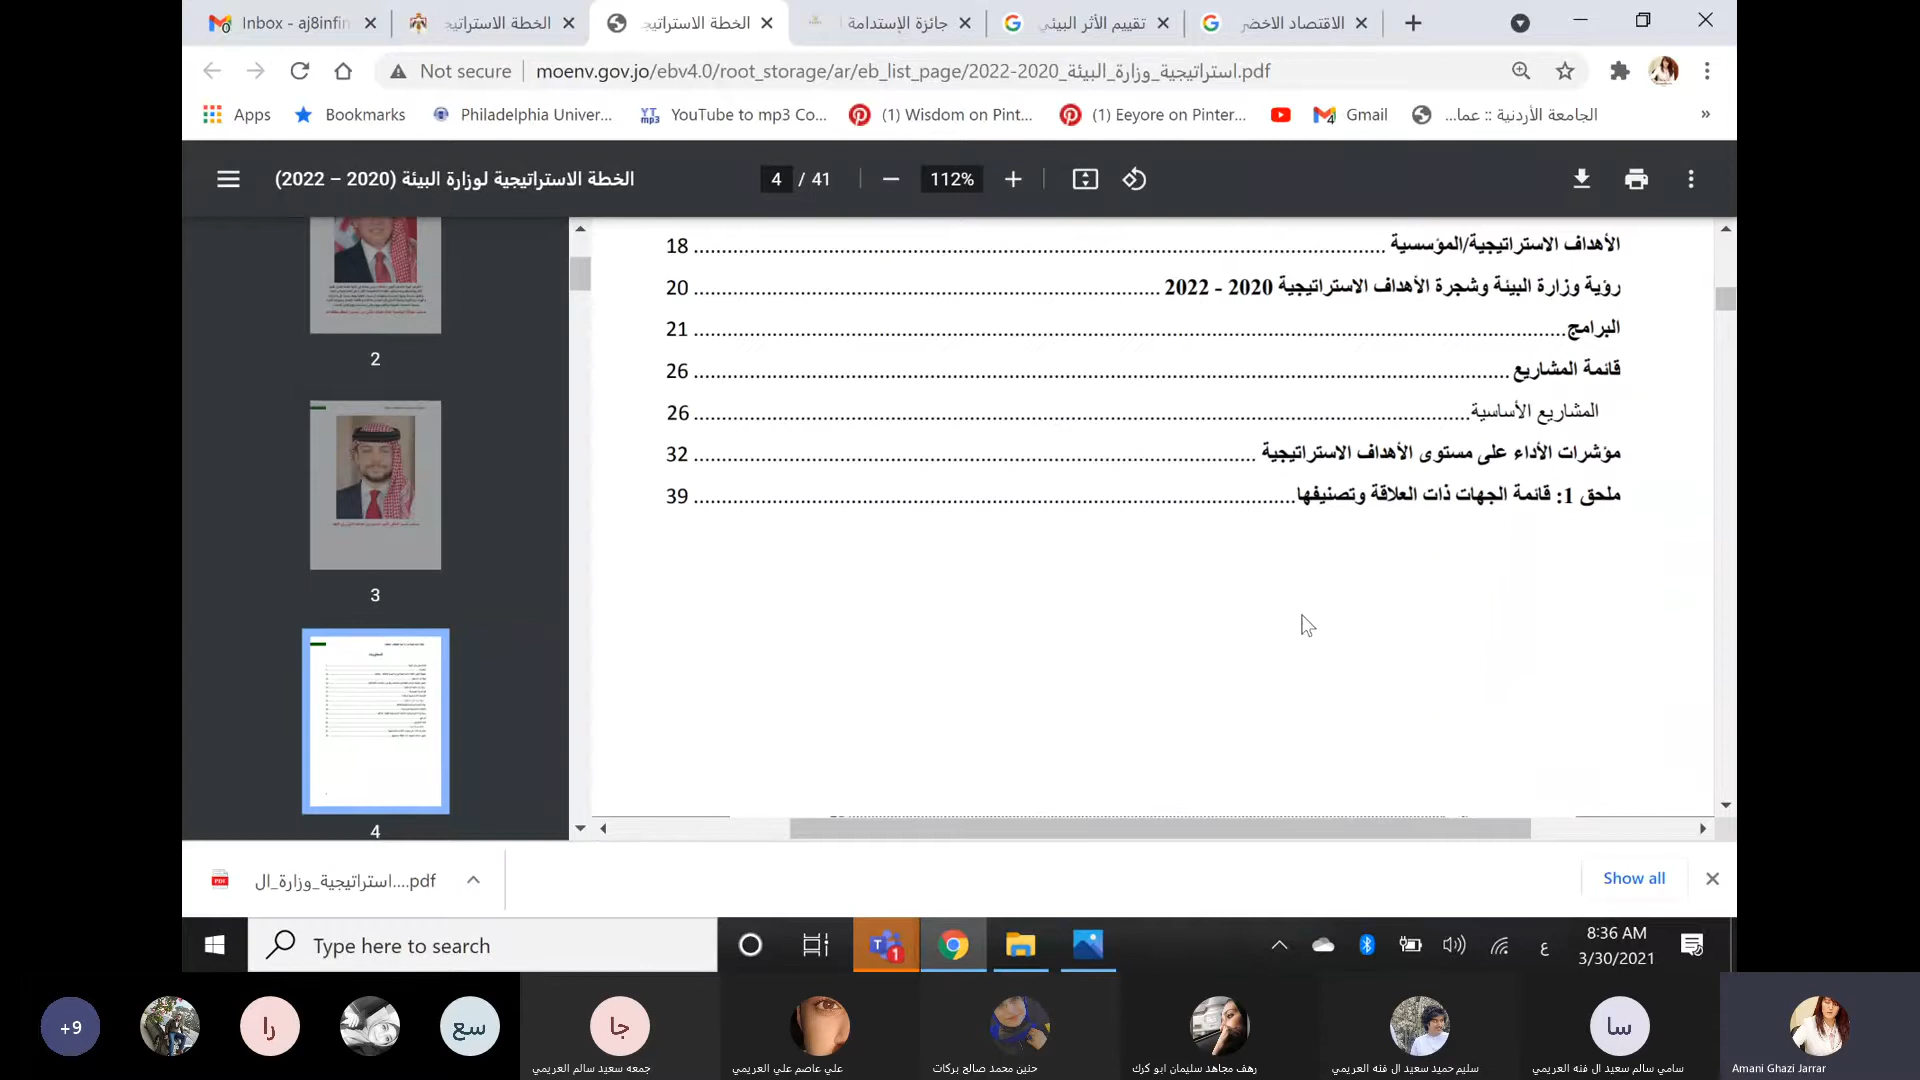 Inbox - aj8infin
الخطة الاستراتيج
الخطة الاستراتيج
جائزة الإستدامة
تقييم الأثر البيئي
الاقتصاد الاخضر
Not secure
moenv.gov.jo/ebv4.0/root_storage/ar/eb_list_page/2022-2020_استراتيجية_وزارة_البيئة.pdf
Apps
Bookmarks
Philadelphia Univer...
YouTube to mp3 Co...
(1) Wisdom on Pint...
(1) Eeyore on Pinter...
Gmail
الجامعة الأردنية :: عما...
»
الخطة الاستراتيجية لوزارة البيئة (2020 – 2022)
4 / 41
112%
الأهداف الاستراتيجية/المؤسسية 18
رؤية وزارة البيئة وشجرة الأهداف الاستراتيجية 2020 - 2022 20
البرامج 21
قائمة المشاريع 26
المشاريع الأساسية 26
مؤشرات الأداء على مستوى الأهداف الاستراتيجية 32
ملحق 1: قائمة الجهات ذات العلاقة وتصنيفها 39
2
3
4
استراتيجية_وزارة_ال....pdf
Show all
Type here to search
1
ع
8:36 AM
3/30/2021
+9
را
سع
جا
سا
جمعه سعيد سالم العريمي
علي عاصم علي العريمي
حنين محمد صالح بركات
رهف مجاهد سليمان ابو كرك
سليم حميد سعيد ال فنه العريمي
سامي سالم سعيد ال فنه العريمي
Amani Ghazi Jarrar